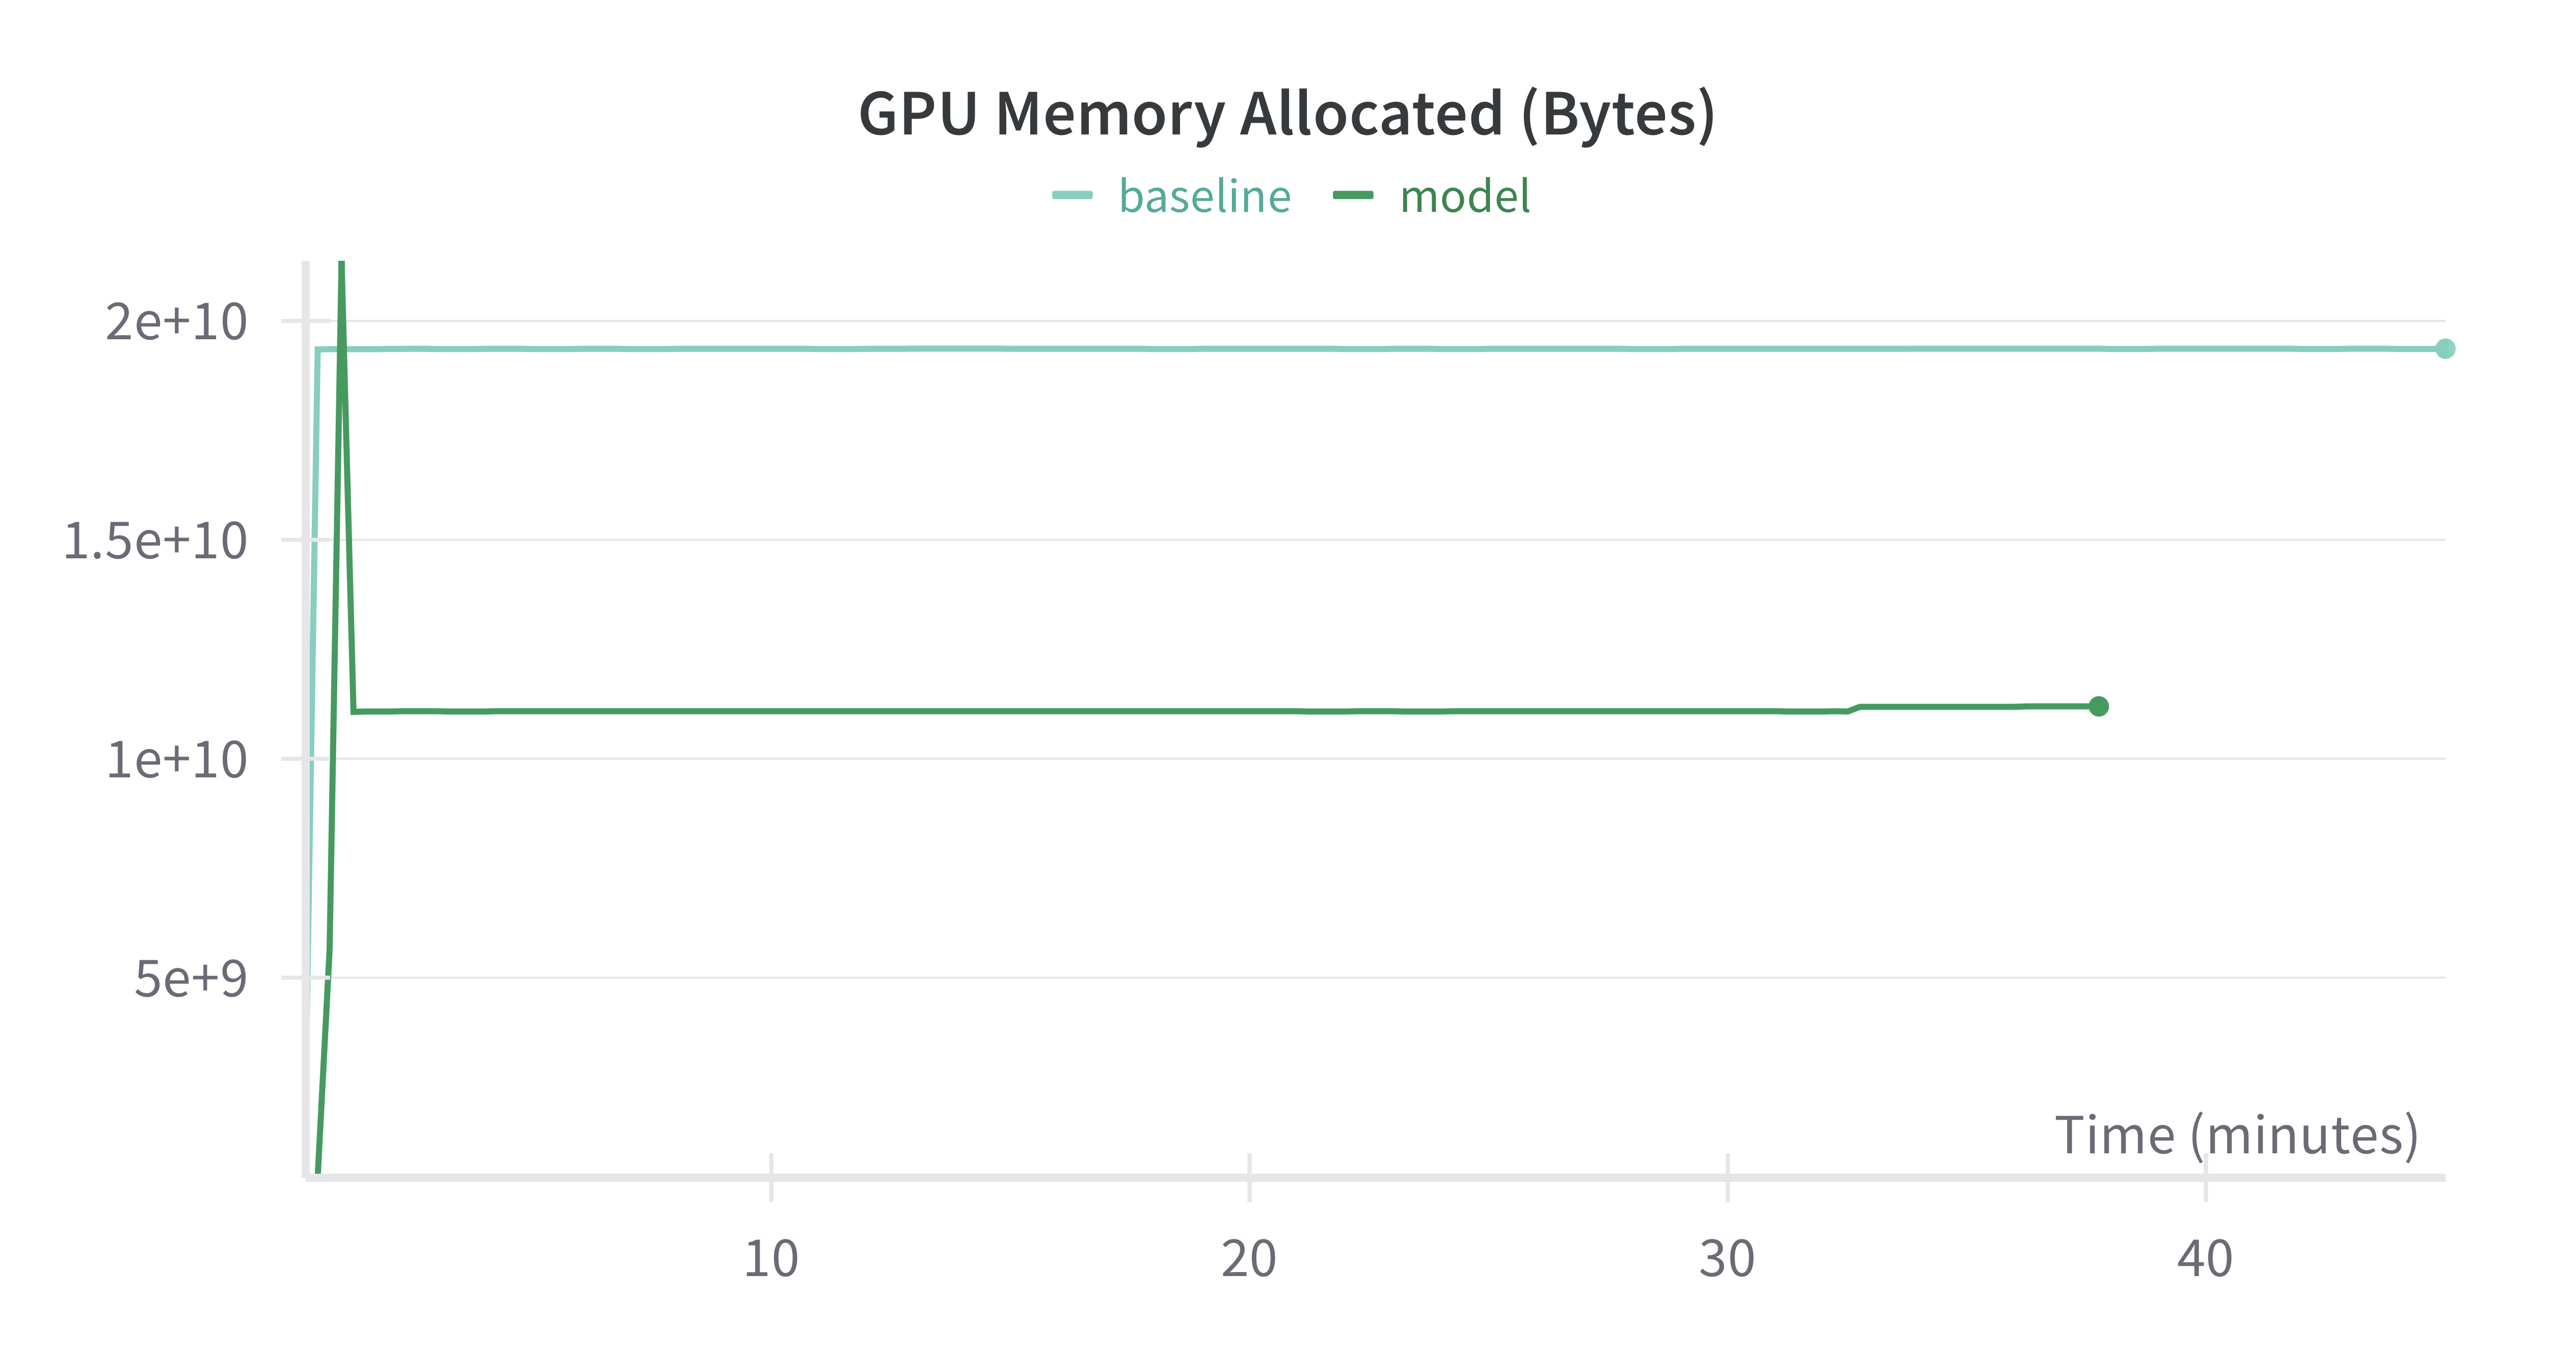 GPU Memory Allocated (Bytes)
baseline model
2e+10
1.5e+10
1e+10
5e+9
Time (minutes)
10 20 30 40